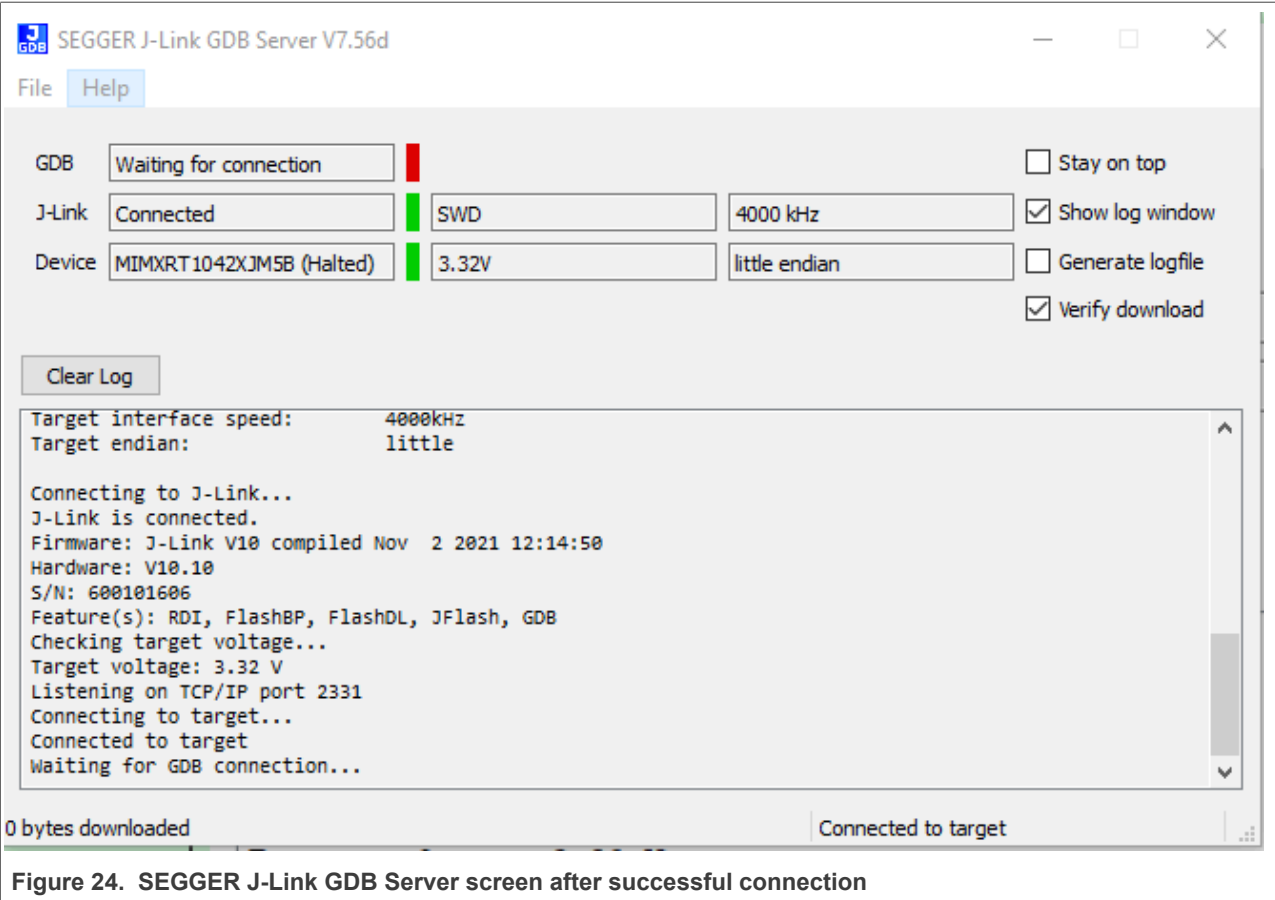 J
GDB
SEGGER J-Link GDB Server V7.56d
File Help
GDB Waiting for connection Stay on top
J-Link Connected SWD 4000 kHz Show log window
Device MIMXRT1042XJM5B (Halted) 3.32V little endian Generate logfile
Verify download
Clear Log
Target interface speed: 4000kHz
Target endian: little
Connecting to J-Link...
J-Link is connected.
Firmware: J-Link V10 compiled Nov 2 2021 12:14:50
Hardware: V10.10
S/N: 600101606
Feature(s): RDI, FlashBP, FlashDL, JFlash, GDB
Checking target voltage...
Target voltage: 3.32 V
Listening on TCP/IP port 2331
Connecting to target...
Connected to target
Waiting for GDB connection...
0 bytes downloaded Connected to target
Figure 24. SEGGER J-Link GDB Server screen after successful connection